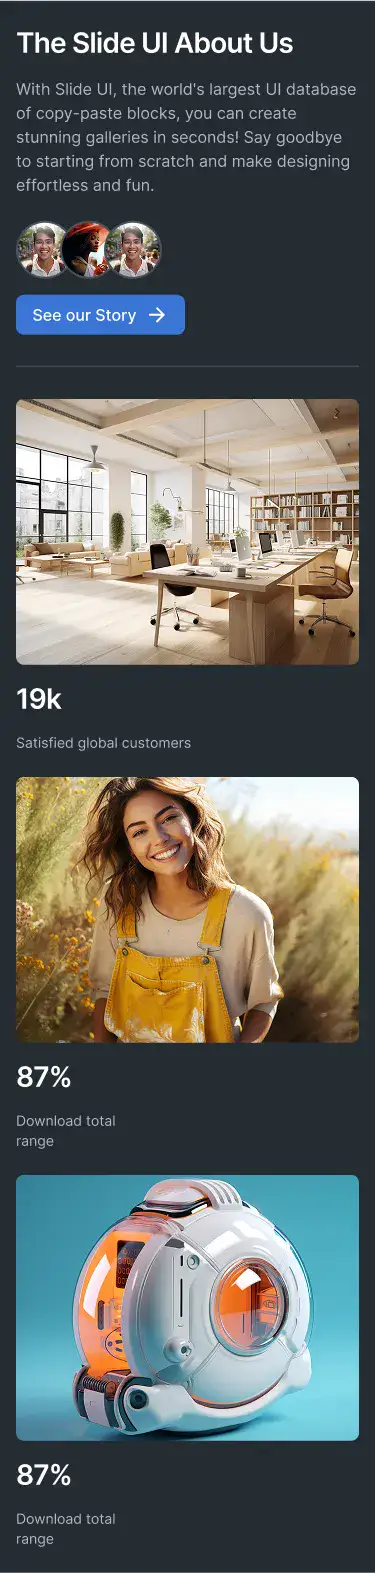 The Slide UI About Us
With Slide UI, the world's largest UI database
of copy-paste blocks, you can create
stunning galleries in seconds! Say goodbye
to starting from scratch and make designing
effortless and fun.
See our Story
19k
Satisfied global customers
87%
Download total
range
87%
Download total
range